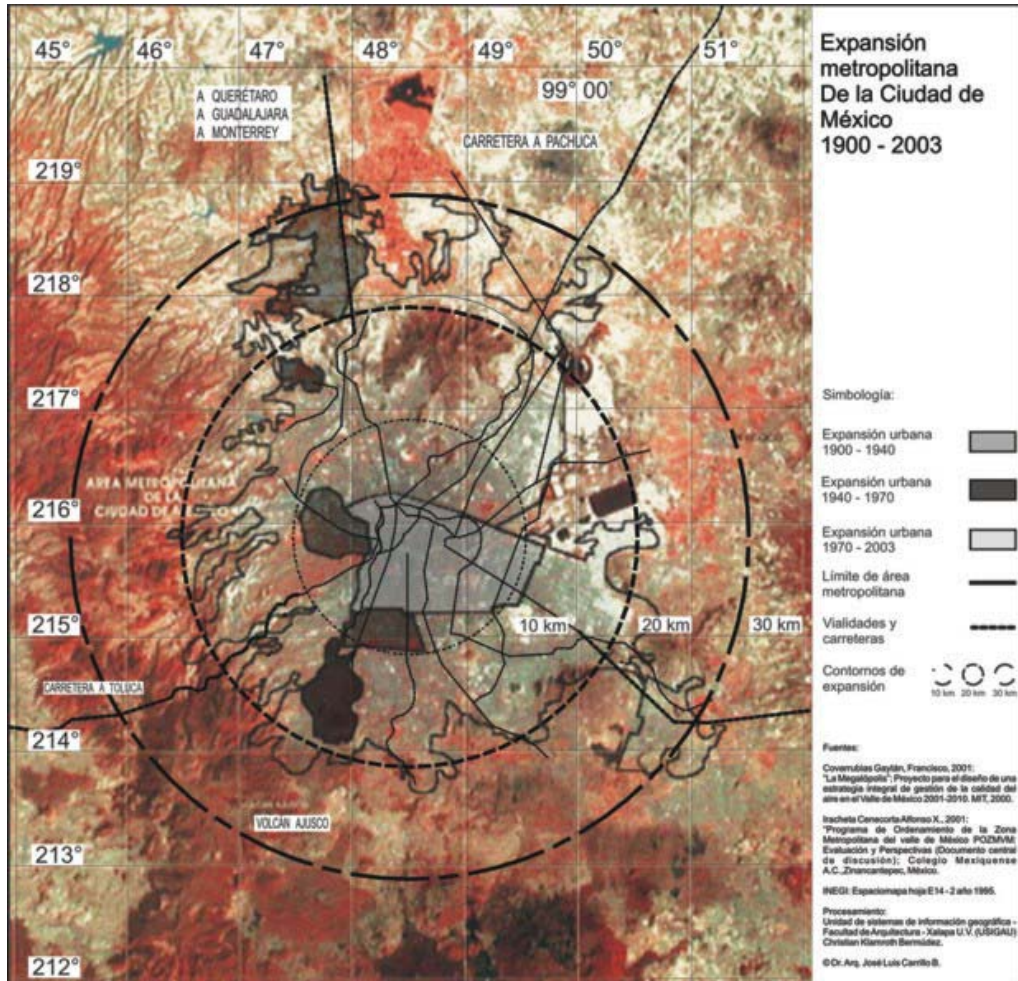 45° 46° 47° 48° 49° 50° 51°
99° 00'
A QUERÉTARO
A GUADALAJARA
A MONTERREY
CARRETERA A PACHUCA
219°
218°
217°
AREA METROPOLITANA
DE LA
CIUDAD DE
216°
215°
10 km 20 km 30 km
CARRETERA A TOLUCA
214°
VOLCÁN AJUSCO
213°
212°
Expansión
metropolitana
De la Ciudad de
México
1900 - 2003
Simbología:
Expansión urbana
1900 - 1940
Expansión urbana
1940 - 1970
Expansión urbana
1970 - 2003
Límite de área
metropolitana
Vialidades y
carreteras
Contornos de
expansión
10 km 20 km 30 km
Fuentes:
Covarrubias Gaytán, Francisco, 2001:
"La Megalópolis"; Proyecto para el diseño de una
estrategia integral de gestión de la calidad del
aire en el Valle de México 2001-2010. MIT, 2000.
Iracheta Cenecorta Alfonso X., 2001:
"Programa de Ordenamiento de la Zona
Metropolitana del valle de México POZMVM:
Evaluación y Perspectivas (Documento central
de discusión); Colegio Mexiquense
A.C., Zinancantepec, México.
INEGI: Espaciomapa hoja E14 - 2 año 1995.
Procesamiento:
Unidad de sistemas de información geográfica -
Facultad de Arquitectura - Xalapa U.V. (USIGAU)
Christian Klamroth Bermúdez.
© Dr. Arq. José Luis Carrillo B.